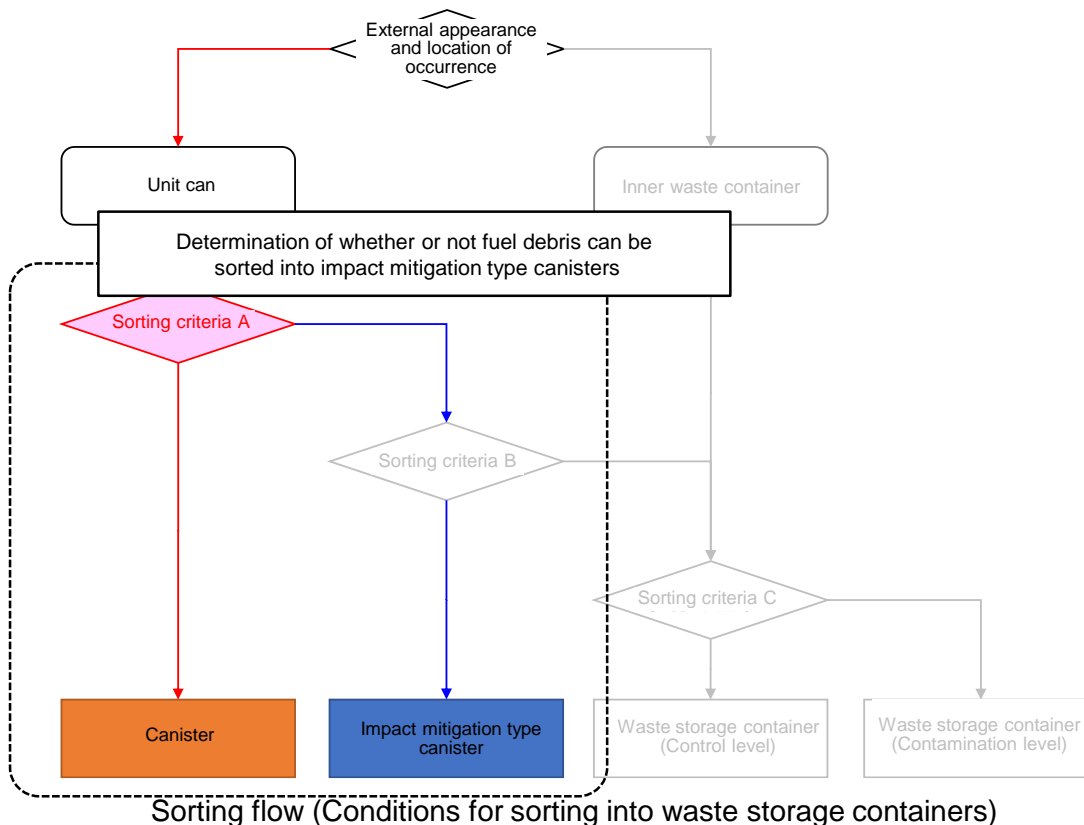 External appearance
and location of
occurrence
Unit can
Inner waste container
Determination of whether or not fuel debris can be
sorted into impact mitigation type canisters
Sorting criteria A
Sorting criteria B
Sorting criteria C
Canister
Impact mitigation type
canister
Waste storage container
(Control level)
Waste storage container
(Contamination level)
Sorting flow (Conditions for sorting into waste storage containers)